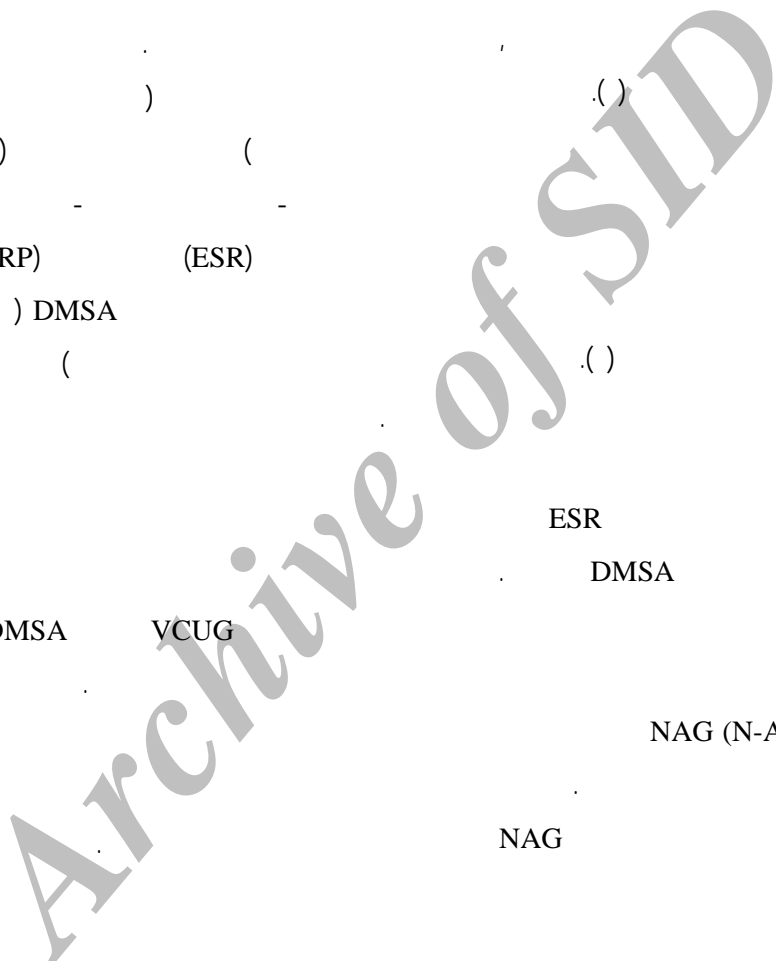 . ,
) .( )
) (
- -
RP) (ESR)
) DMSA
( .( )
.
ESR
. DMSA
DMSA VCUG
.
NAG (N-A
.
. NAG
Archive of SID